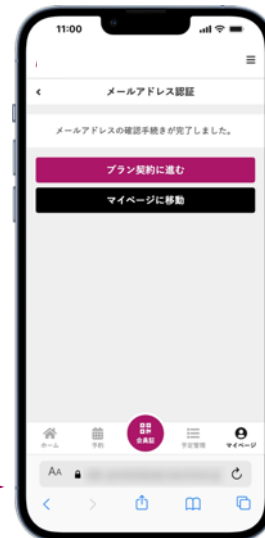 11:00
メールアドレス認証
メールアドレスの確認手続きが完了しました。
プラン契約に進む
マイページに移動
ホーム
予約
会員証
予定管理
マイページ
AA